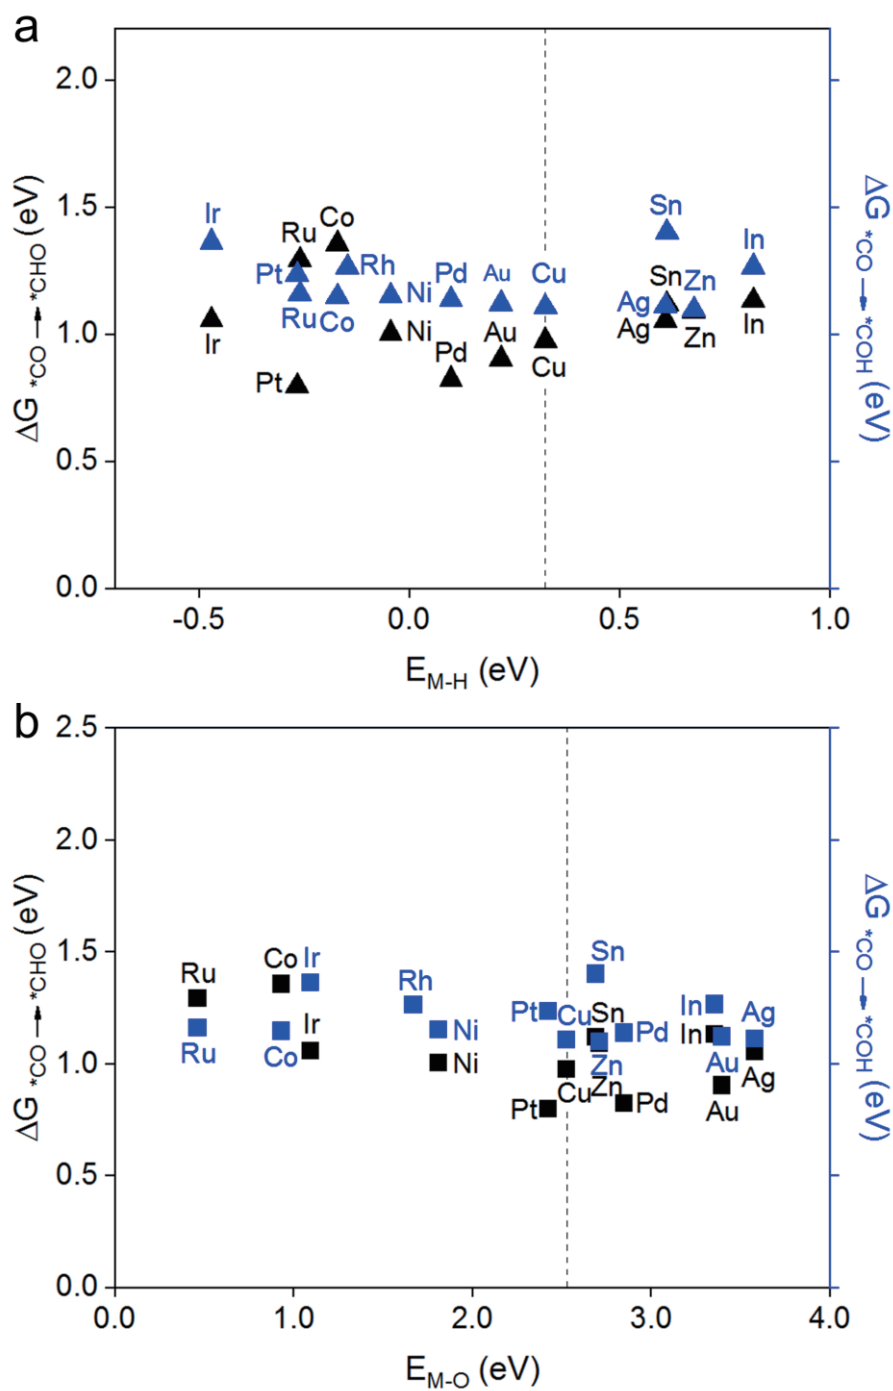 a
2.0
1.5
1.0
0.5
0.0
-0.5
0.0
0.5
1.0
E M-H (eV)
ΔG *CO → *CHO (eV)
ΔG *CO → *COH (eV)
Ir
Ru
Co
Pt
Rh
Ni
Pd
Au
Cu
Sn
Ag
Zn
In
Ir
Pt
Ru
Co
Ni
Pd
Au
Cu
Sn
Ag
Zn
In
b
2.5
2.0
1.5
1.0
0.5
0.0
0.0
1.0
2.0
3.0
4.0
E M-O (eV)
ΔG *CO → *CHO (eV)
ΔG *CO → *COH (eV)
Ru
Co
Ir
Rh
Ni
Pt
Cu
Sn
Zn
Pd
In
Au
Ag
Ru
Co
Ir
Ni
Pt
Cu
Sn
Zn
Pd
In
Au
Ag